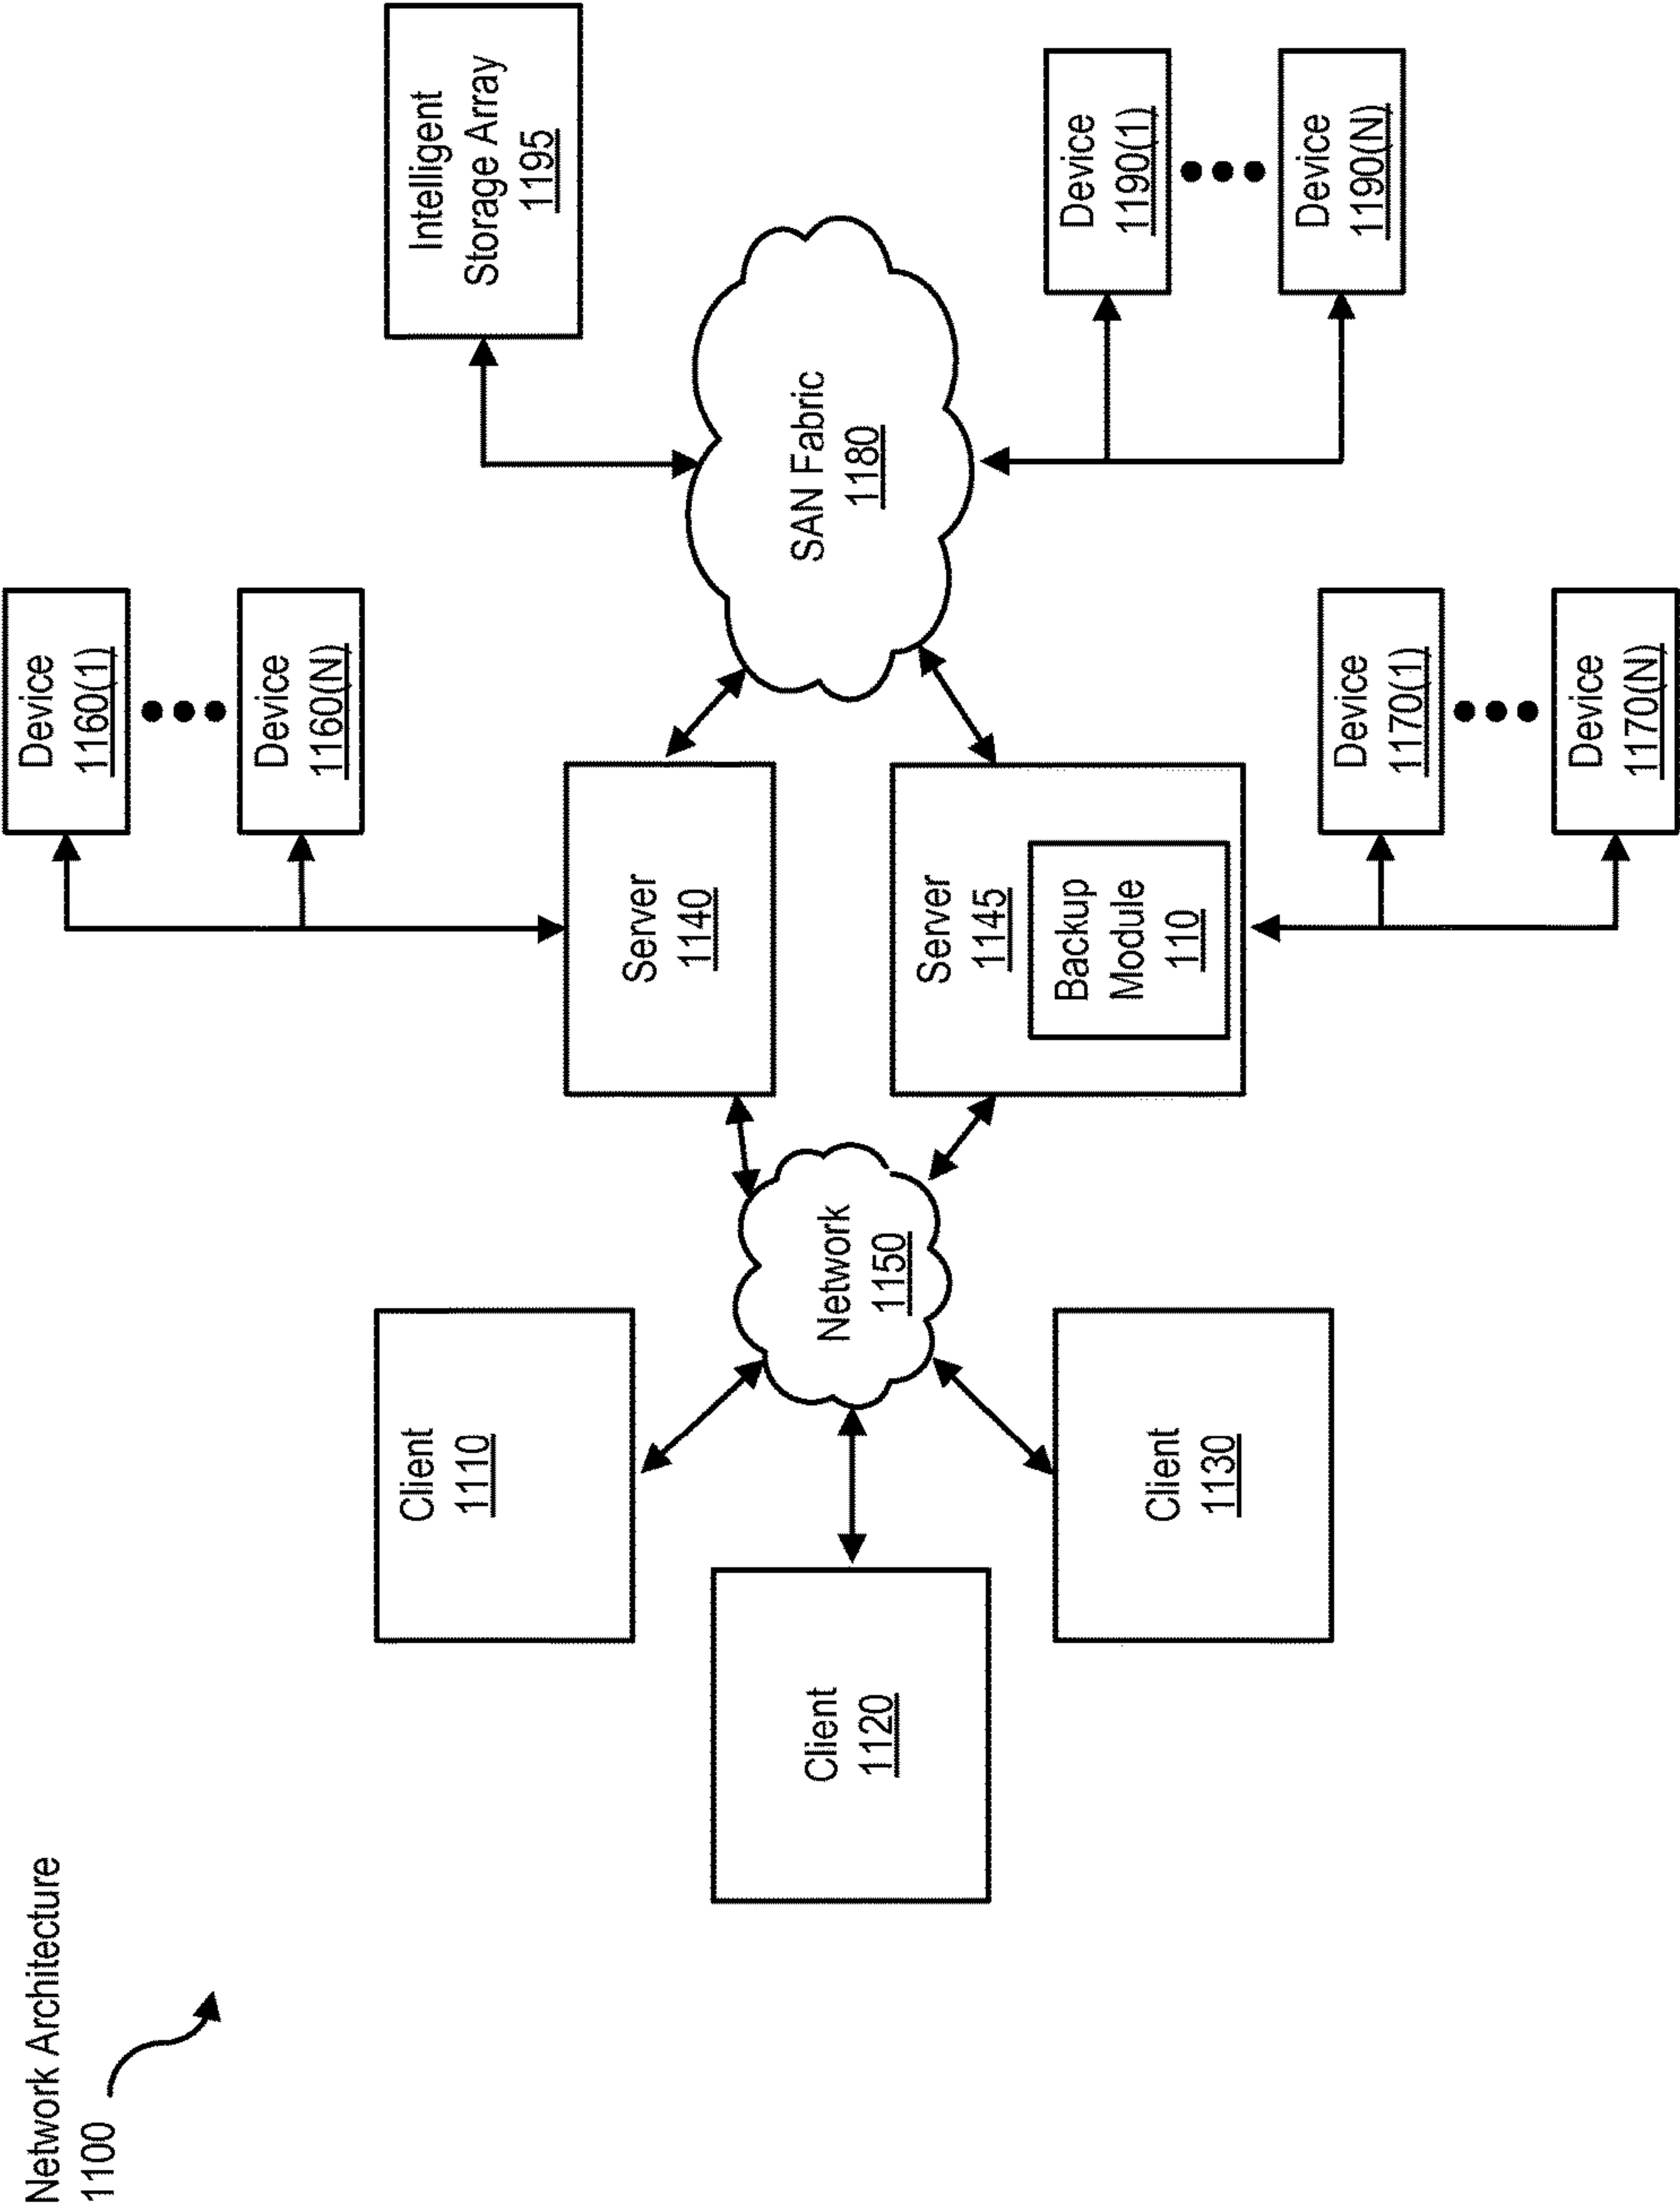 Network Architecture
1100
Device
1160(1)
Device
1160(N)
Intelligent
Storage Array
1195
Client
1110
Server
1140
Client
1120
Network
1150
SAN Fabric
1180
Server
1145
Backup
Module
110
Device
1190(1)
Device
1190(N)
Client
1130
Device
1170(1)
Device
1170(N)